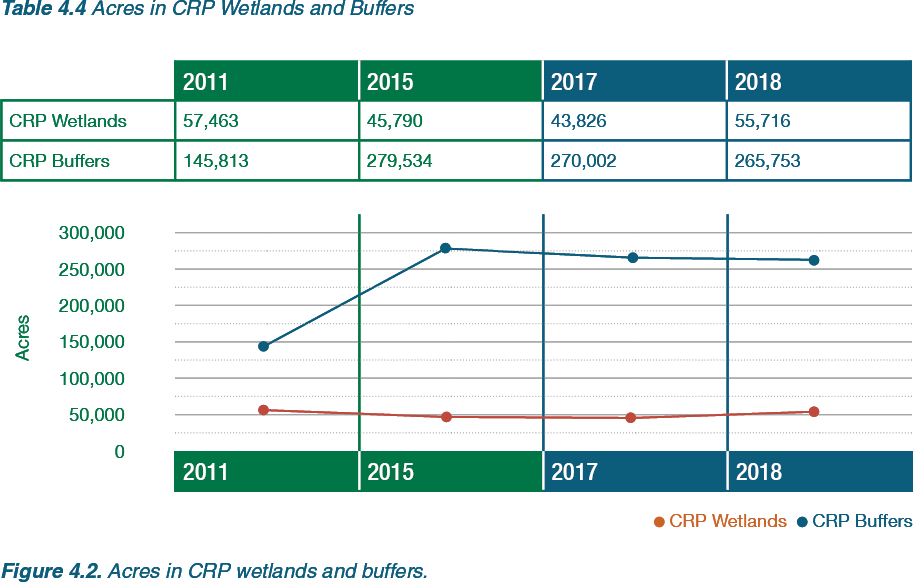 Table 4.4 Acres in CRP Wetlands and Buffers
2011 2015 2017 2018
CRP Wetlands 57,463 45,790 43,826 55,716
CRP Buffers 145,813 279,534 270,002 265,753
300,000
250,000
200,000
150,000
100,000
50,000
0
Acres
2011 2015 2017 2018
CRP Wetlands CRP Buffers
Figure 4.2. Acres in CRP wetlands and buffers.